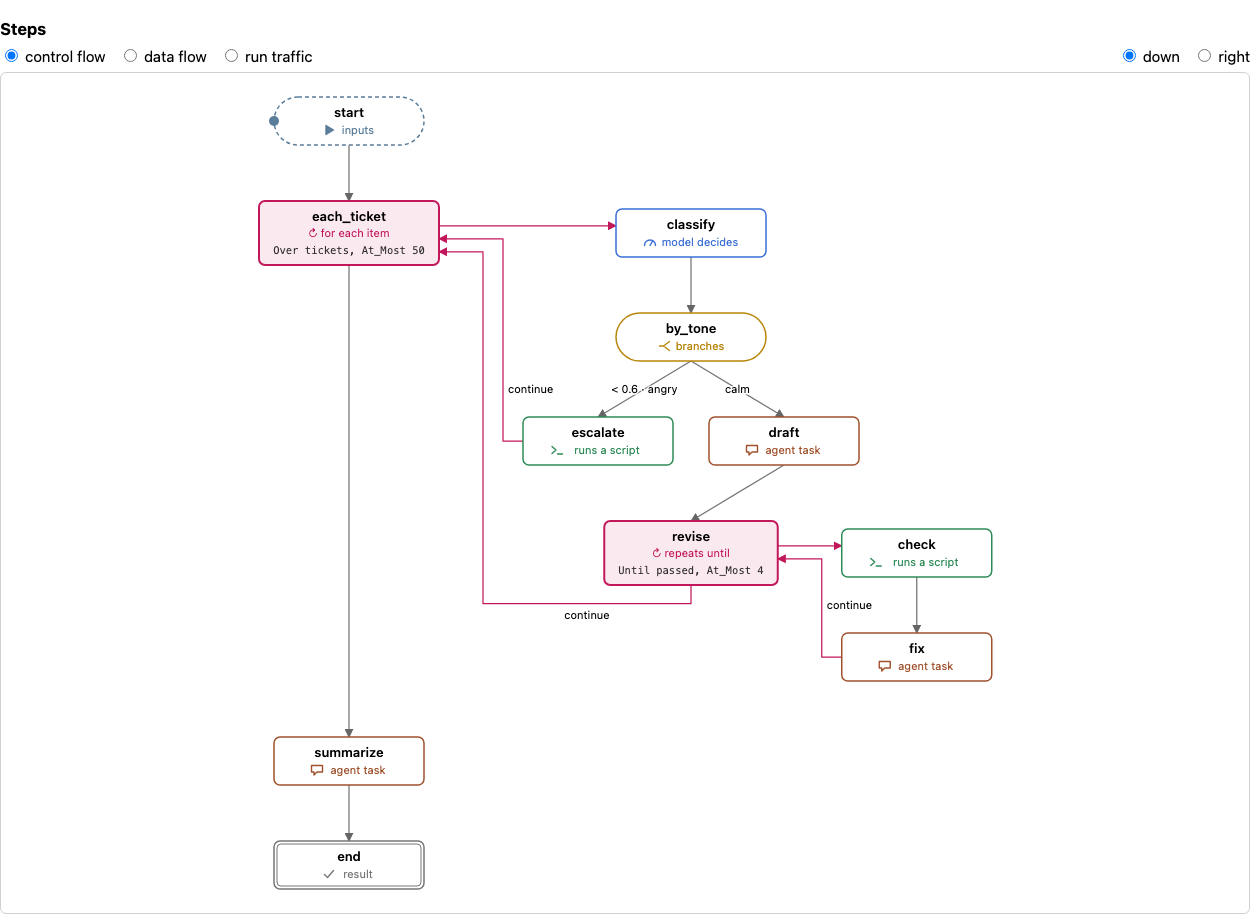 Steps
control flow data flow run traffic down right
start
inputs
each_ticket
for each item
Over tickets, At_Most 50
classify
model decides
by_tone
branches
continue
< 0.6 · angry
calm
escalate
runs a script
draft
agent task
revise
repeats until
Until passed, At_Most 4
check
runs a script
continue
continue
fix
agent task
summarize
agent task
end
result